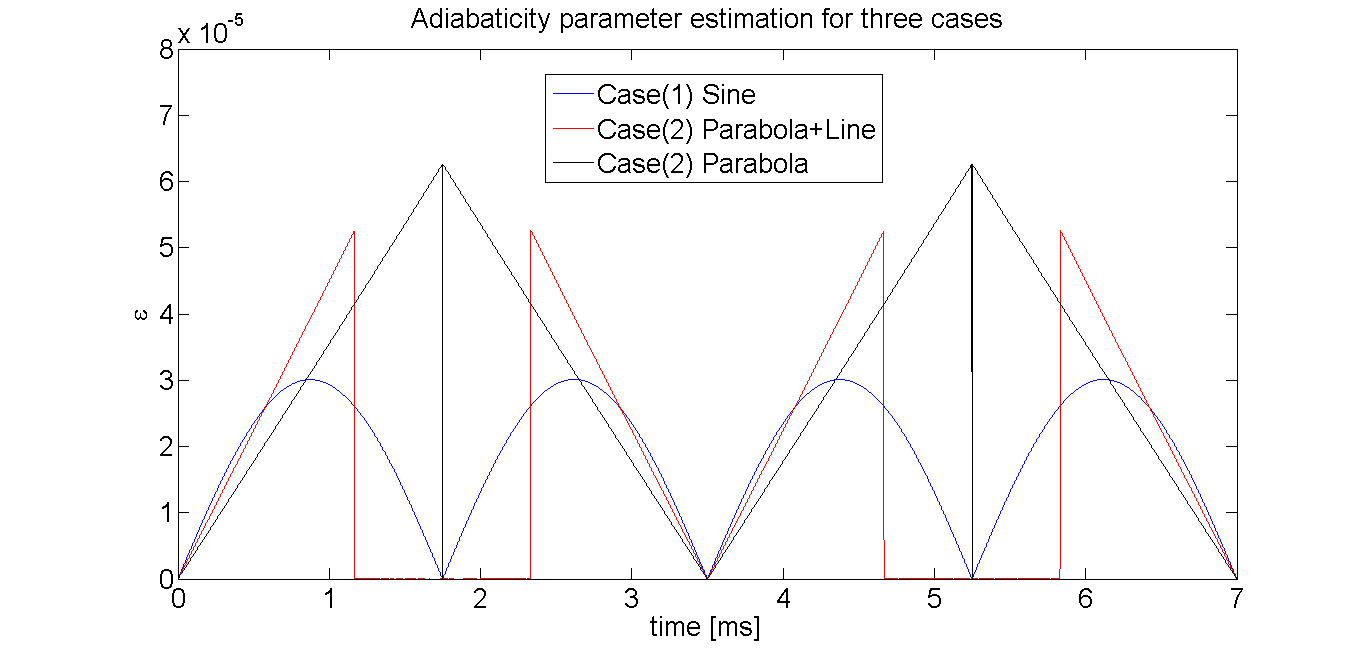 Adiabaticity parameter estimation for three cases
x 10^-5
8
7
6
5
4
3
2
1
0
ε
Case(1) Sine
Case(2) Parabola+Line
Case(2) Parabola
0 1 2 3 4 5 6 7
time [ms]